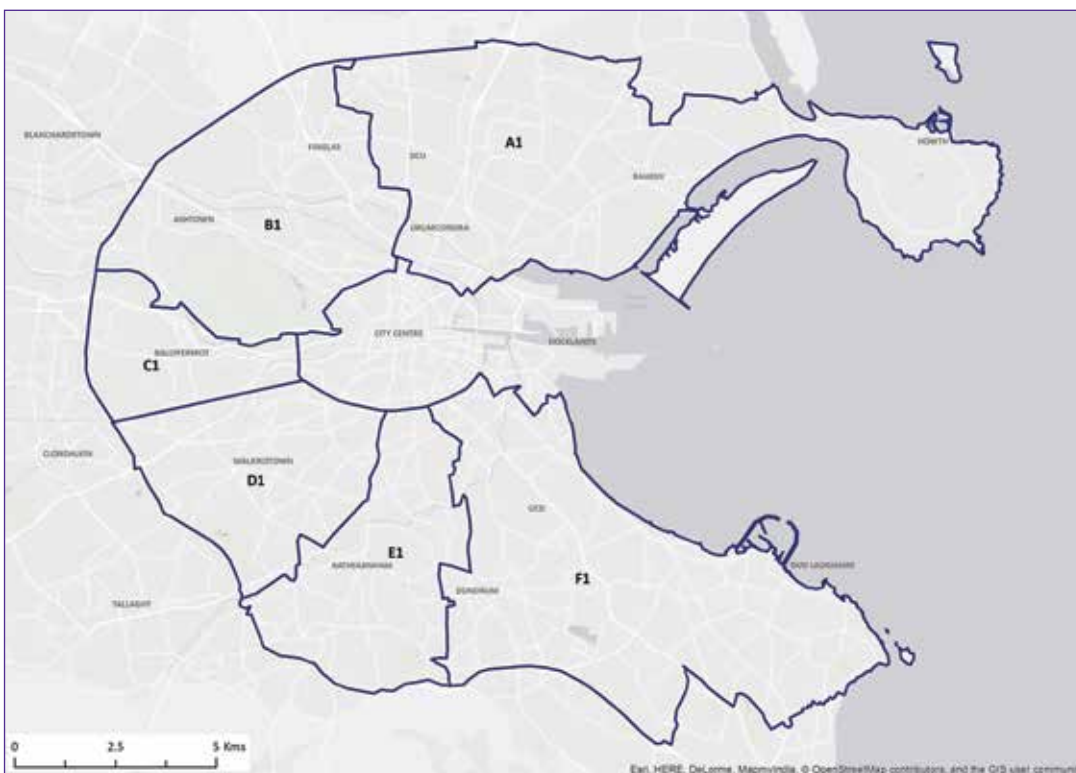 BLANCHARDSTOWN
FINGLAS
DCU
A1
HOWTH
RAHENY
ASHTOWN
B1
DRUMCONDRA
CITY CENTRE
DOCKLANDS
BALLYFERMOT
C1
CLONDALKIN
WALKINSTOWN
D1
UCD
E1
RATHFARNHAM
DUN LAOGHAIRE
F1
DUNDRUM
TALLAGHT
0 2.5 5 Kms
Esri, HERE, DeLorme, MapmyIndia, © OpenStreetMap contributors, and the GIS user communi